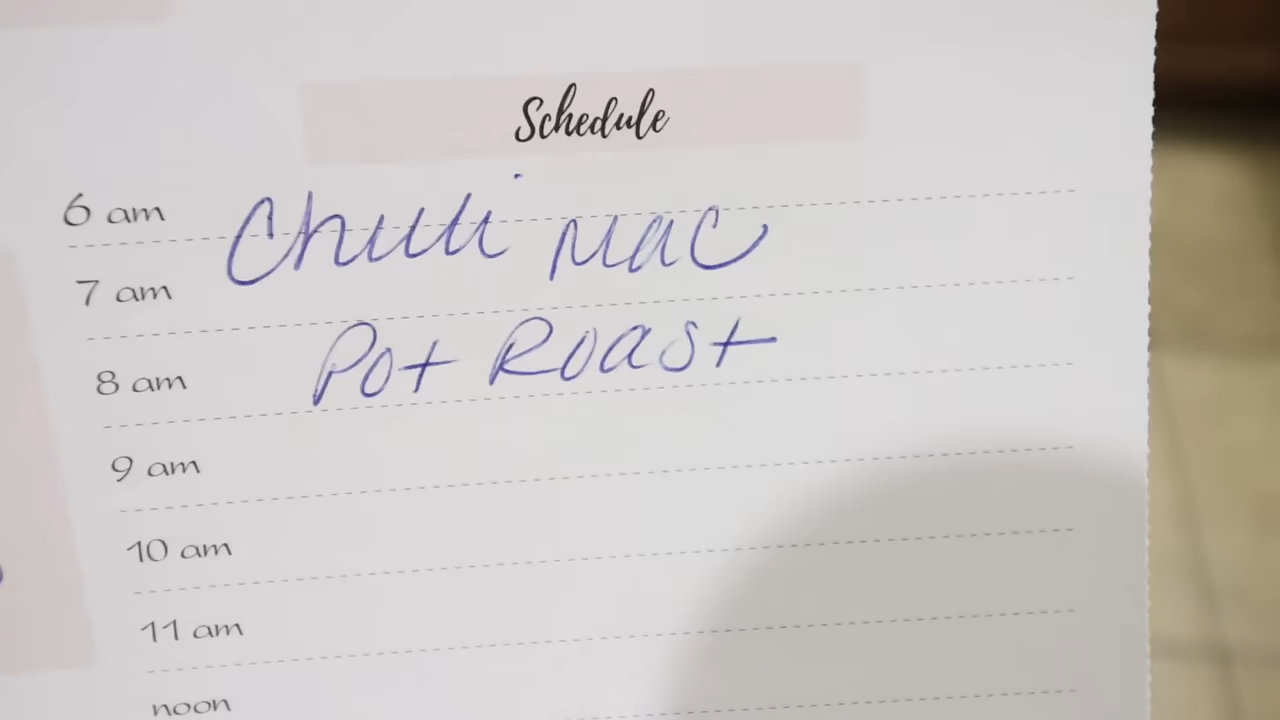 Schedule
6 am Chili Mac
7 am
8 am Pot Roast
9 am
10 am
11 am
noon